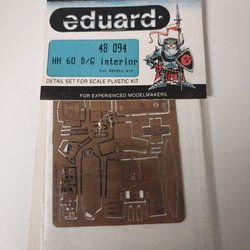 eduard
48 094
HH 60 D/G interior
For REVELL kit
DETAIL SET FOR SCALE PLASTIC KIT
FOR EXPERIENCED MODELMAKERS